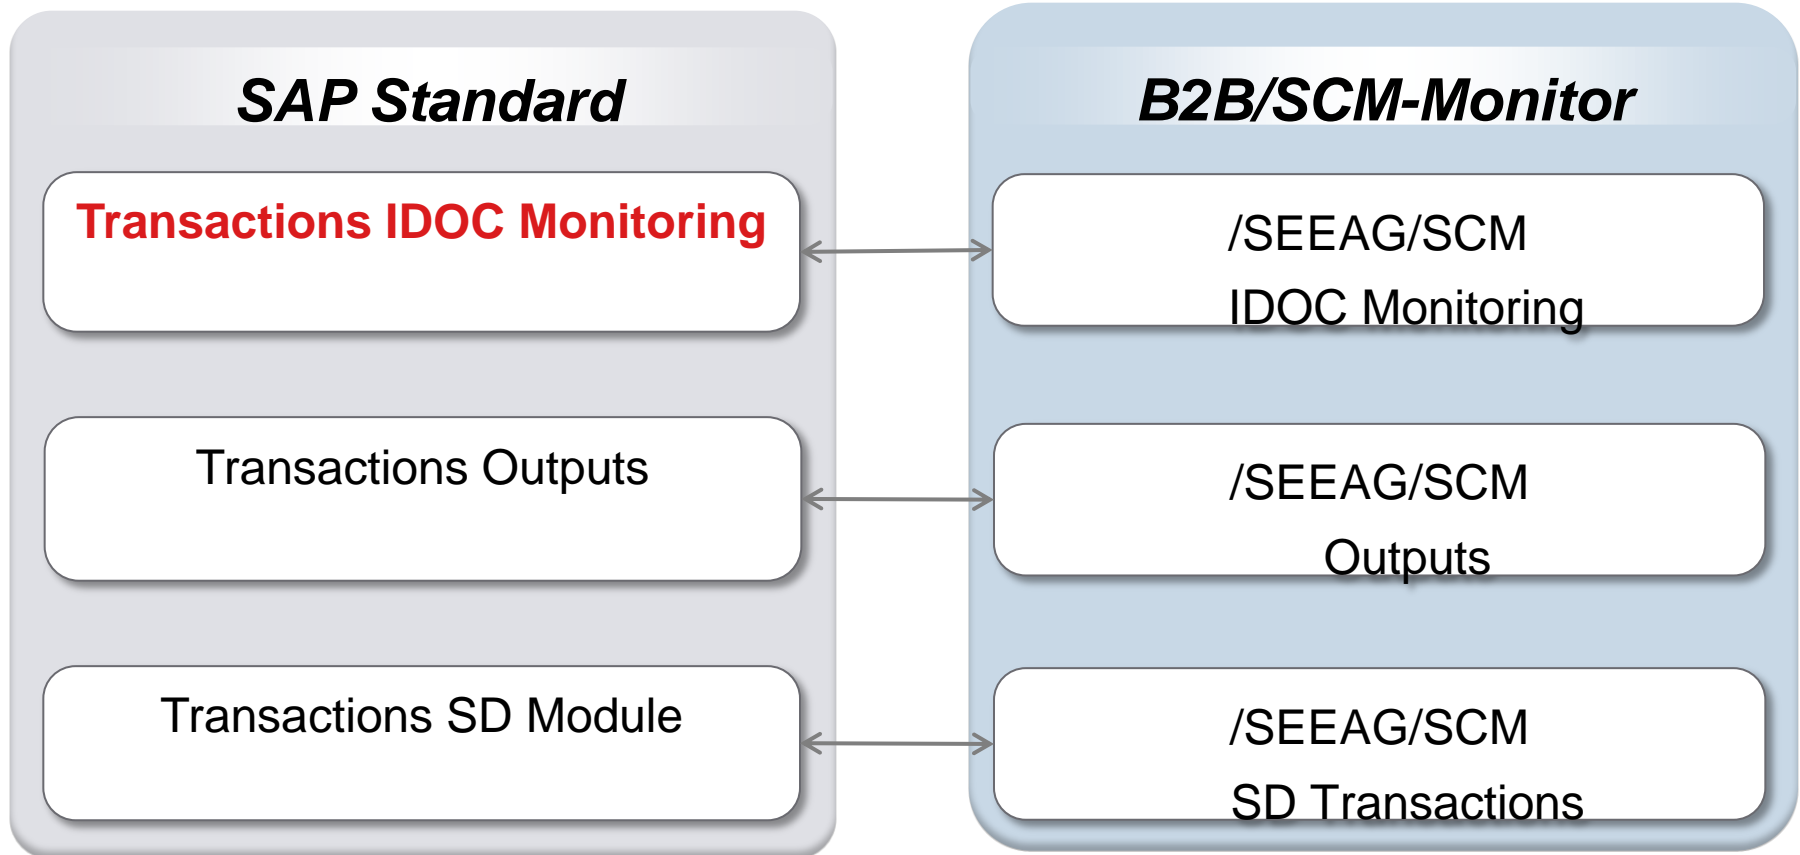 SAP Standard
Transactions IDOC Monitoring
Transactions Outputs
Transactions SD Module
B2B/SCM-Monitor
/SEEAG/SCM
IDOC Monitoring
/SEEAG/SCM
Outputs
/SEEAG/SCM
SD Transactions